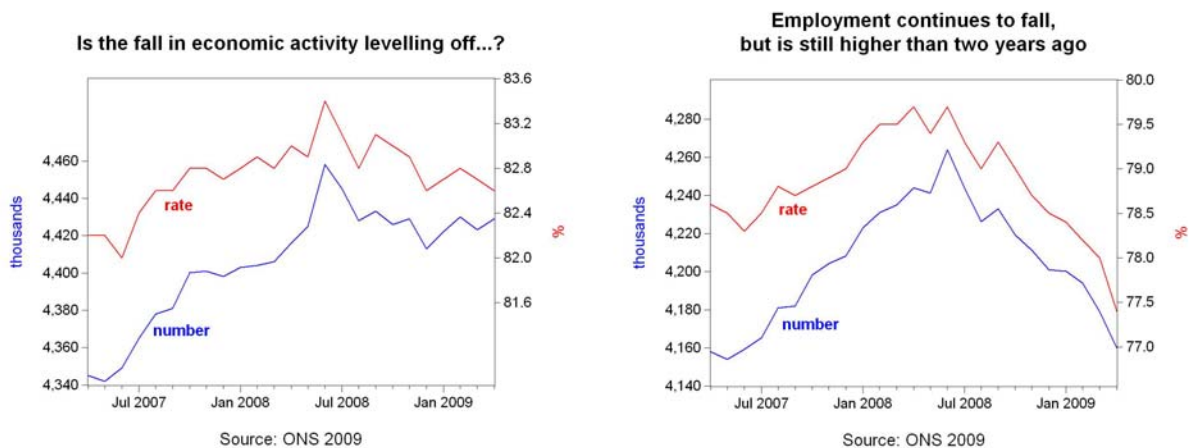 Is the fall in economic activity levelling off...?
83.6
83.2
4,460
82.8
4,440
rate
82.4
thousands
4,420
%
4,400
82.0
4,380
81.6
number
4,360
4,340
Jul 2007
Jan 2008
Jul 2008
Jan 2009
Source: ONS 2009
Employment continues to fall,
but is still higher than two years ago
80.0
4,280
79.5
4,260
79.0
4,240
rate
78.5
thousands
4,220
%
4,200
78.0
4,180
77.5
number
4,160
77.0
4,140
Jul 2007
Jan 2008
Jul 2008
Jan 2009
Source: ONS 2009